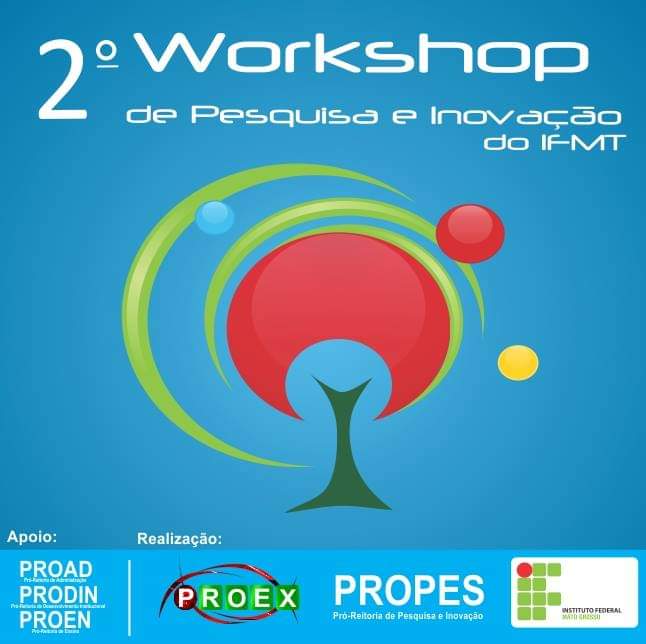 2º Workshop
de Pesquisa e Inovação
do IFMT
Apoio:
PROAD
Pró-Reitoria de Administração
PRODIN
Pró-Reitoria de Desenvolvimento Institucional
PROEN
Pró-Reitoria de Ensino
Realização:
PROEX
PROPES
Pró-Reitoria de Pesquisa e Inovação
INSTITUTO FEDERAL
MATO GROSSO